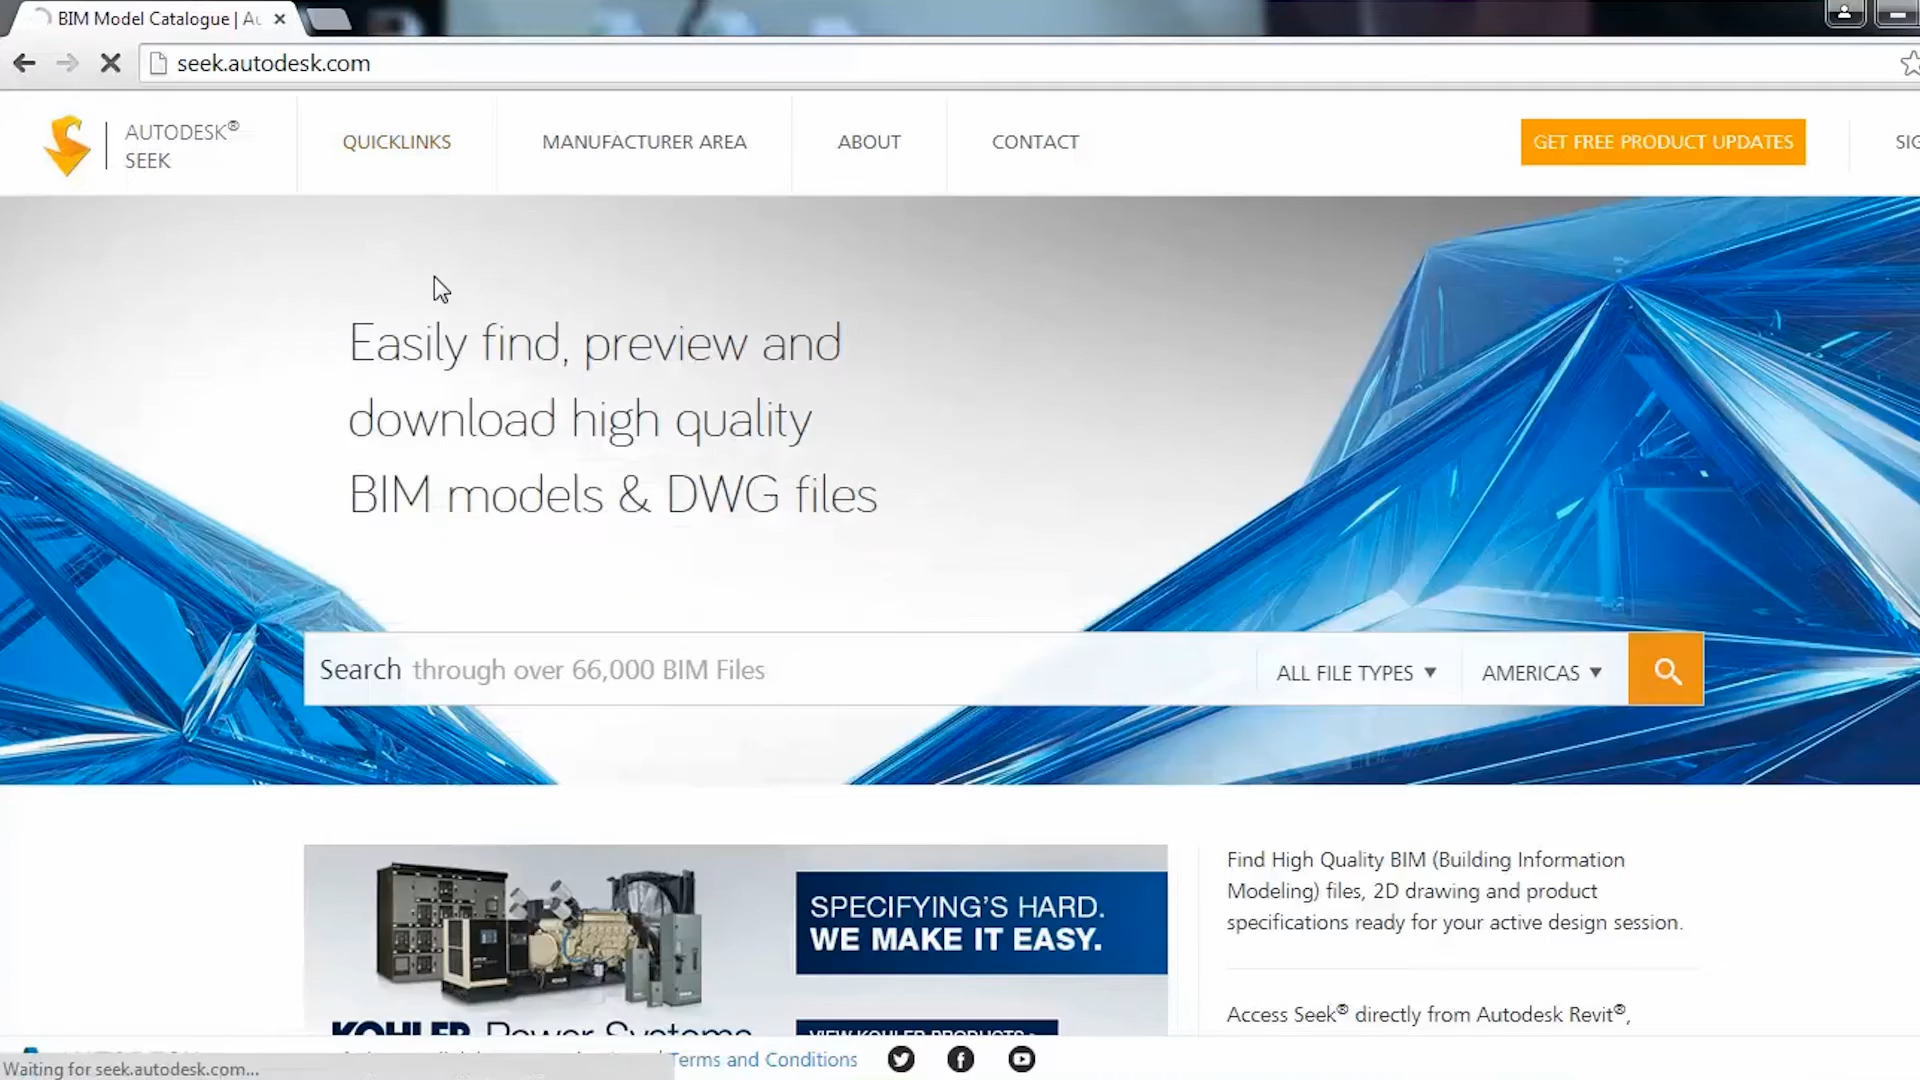 BIM Model Catalogue | Au
seek.autodesk.com
AUTODESK®
SEEK
QUICKLINKS
MANUFACTURER AREA
ABOUT
CONTACT
GET FREE PRODUCT UPDATES
SIG
Easily find, preview and
download high quality
BIM models & DWG files
Search through over 66,000 BIM Files
ALL FILE TYPES ▼
AMERICAS ▼
SPECIFYING'S HARD.
WE MAKE IT EASY.
KOHLER Power Systems
VIEW KOHLER PRODUCTS >
Find High Quality BIM (Building Information
Modeling) files, 2D drawing and product
specifications ready for your active design session.
Access Seek® directly from Autodesk Revit®,
Terms and Conditions
Waiting for seek.autodesk.com...